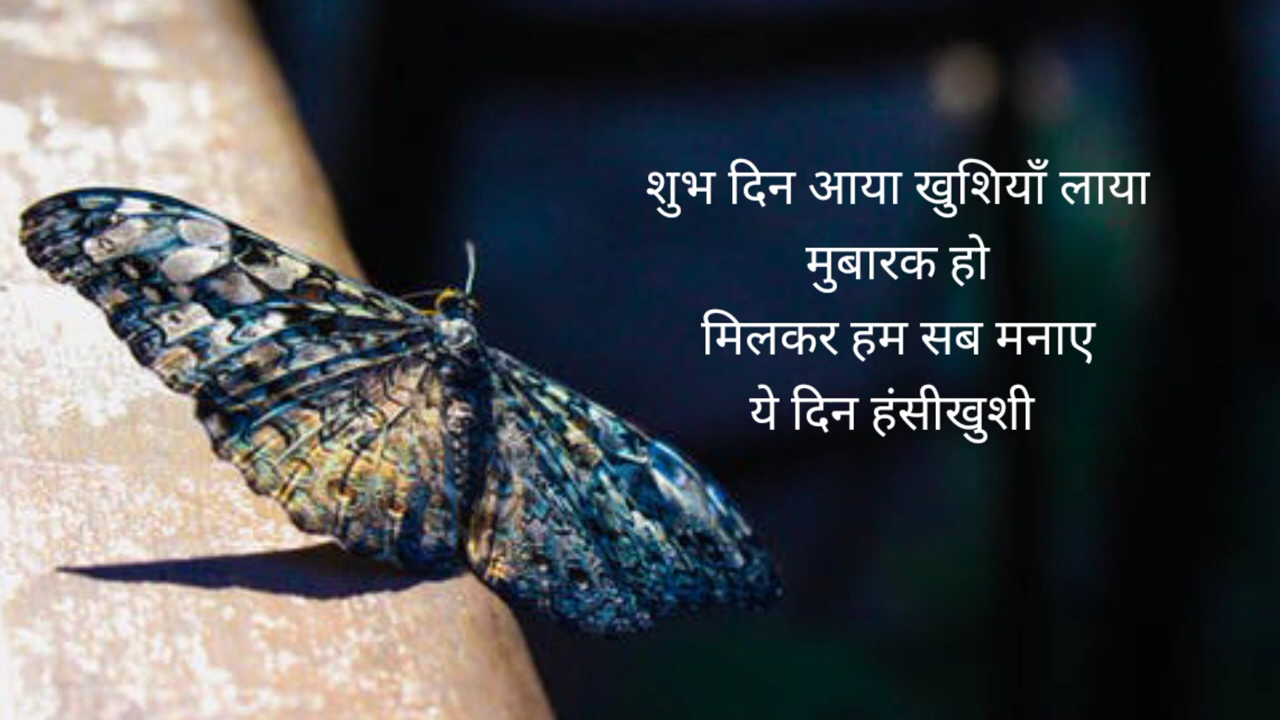 शुभ दिन आया खुशियाँ लाया
मुबारक हो
मिलकर हम सब मनाए
ये दिन हंसीखुशी